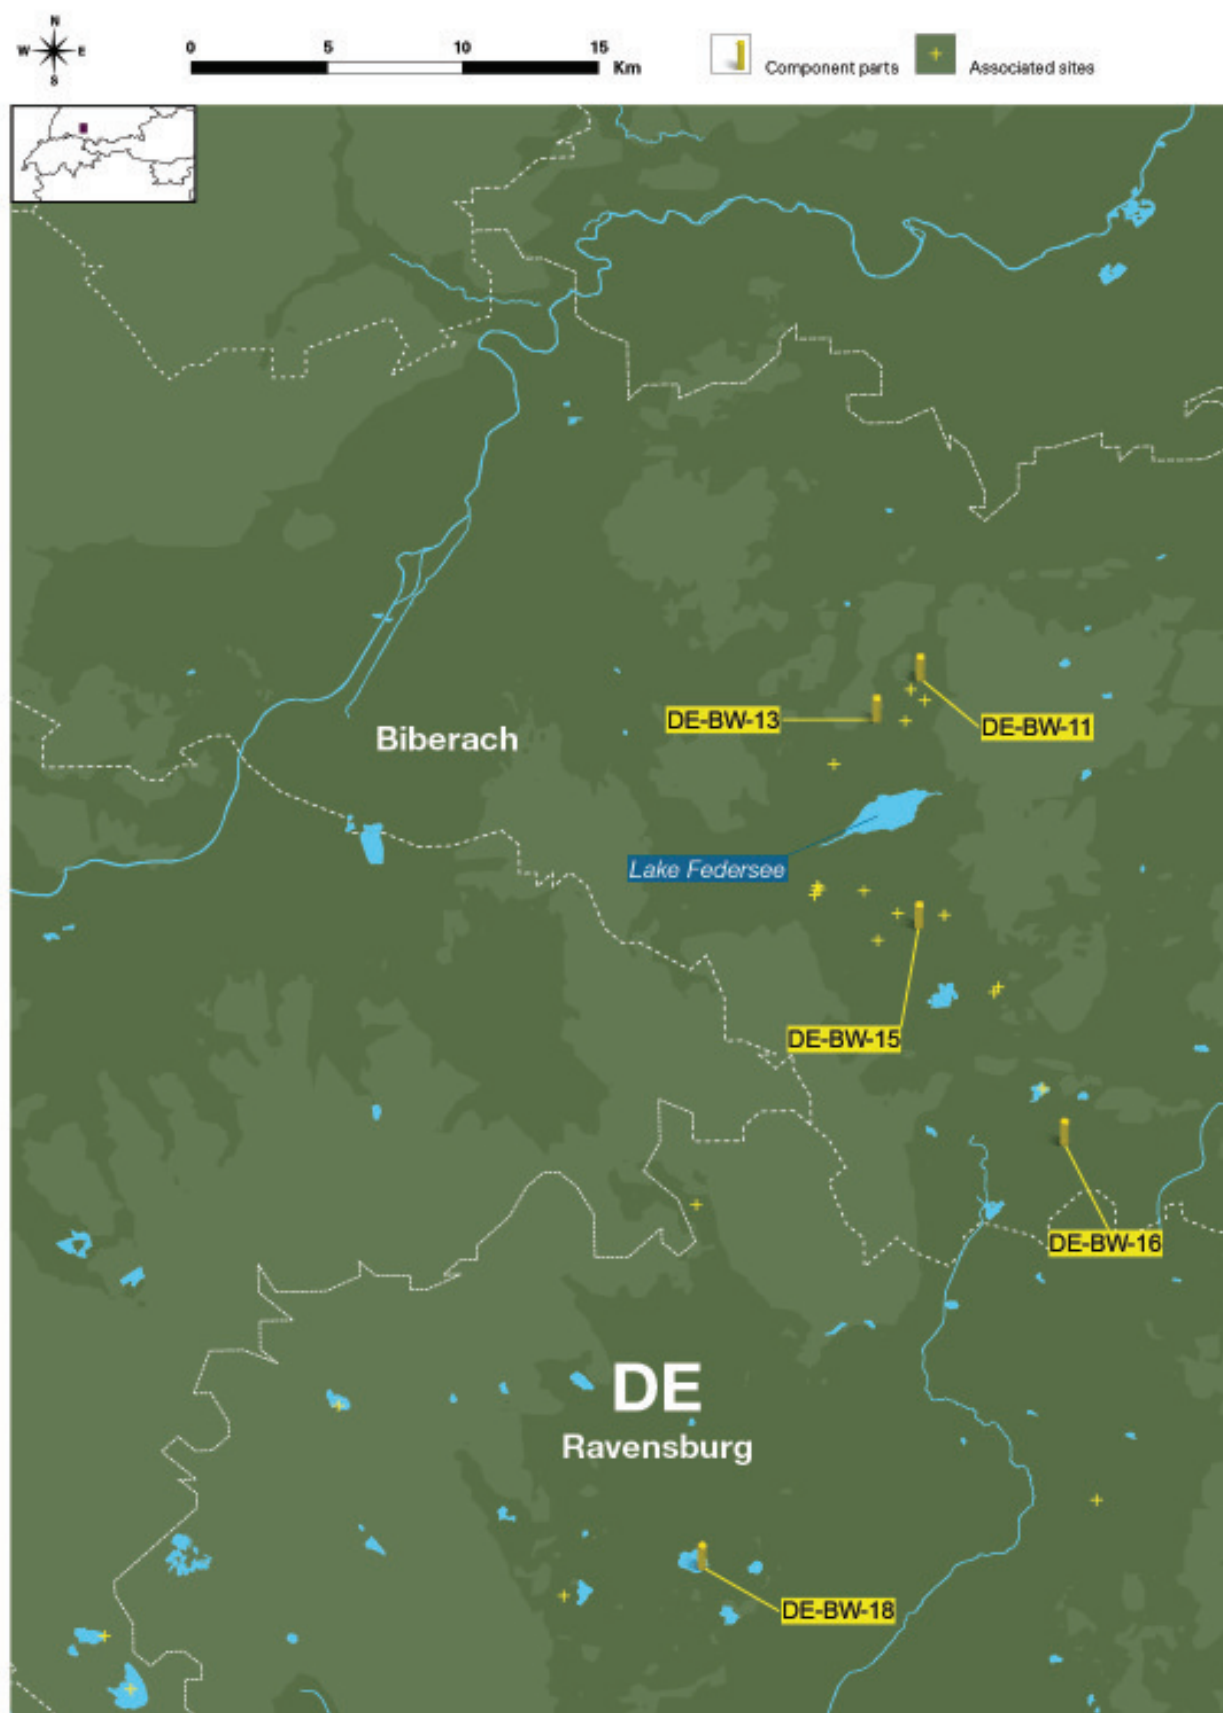 N
W E
S
0 5 10 15
Km
Component parts
Associated sites
DE-BW-13
DE-BW-11
Biberach
Lake Federsee
DE-BW-15
DE-BW-16
DE
Ravensburg
DE-BW-18